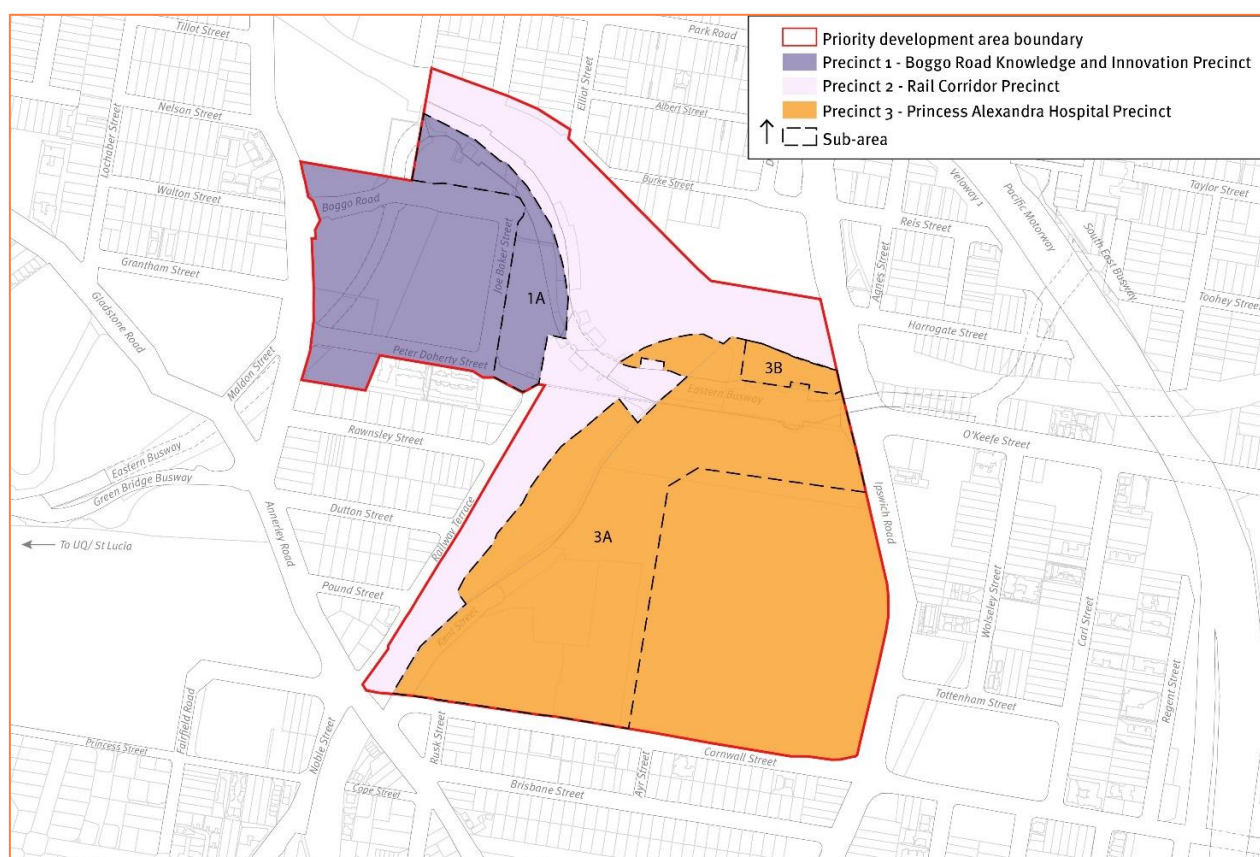 Tillot Street
Park Road
Priority development area boundary
Precinct 1 - Boggo Road Knowledge and Innovation Precinct
Precinct 2 - Rail Corridor Precinct
Precinct 3 - Princess Alexandra Hospital Precinct
Sub-area
Lochaber Street
Nelson Street
Elliot Street
Albert Street
Walton Street
Burke Street
Veloway 1
Pacific Motorway
South East Busway
Taylor Street
Boggo Road
Reis Street
Grantham Street
Joe Baker Street
Agnes Street
Toohey Street
1A
Harrogate Street
Gladstone Road
Peter Doherty Street
3B
Maldon Street
Eastern Busway
Rawnsley Street
O'Keefe Street
Eastern Busway
Green Bridge Busway
Annerley Road
Dutton Street
Railway Terrace
Ipswich Road
To UQ/ St Lucia
3A
Pound Street
Kent Street
Wolseley Street
Carl Street
Regent Street
Fairfield Road
Tottenham Street
Princess Street
Noble Street
Rusk Street
Cornwall Street
Ayr Street
Cope Street
Brisbane Street